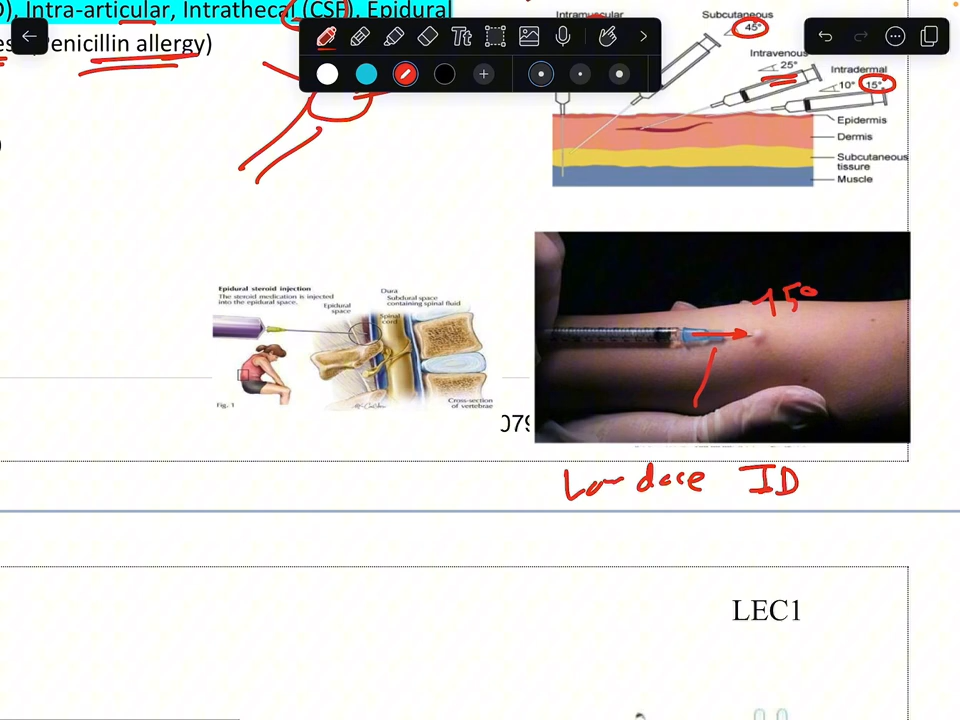 , Intra-articular, Intrathecal (CSF), Epidural
Penicillin allergy)
Tt
Intramuscular
Subcutaneous
45°
Intravenous
25°
Intradermal
10° 15°
Epidermis
Dermis
Subcutaneous
tissue
Muscle
Epidural steroid injection
The steroid medication is injected
into the epidural space.
Epidural
space
Dura
Subdural space
containing spinal fluid
Spinal
cord
Fig. 1
Cross-section
of vertebrae
15°
079
Low dose ID
LEC1